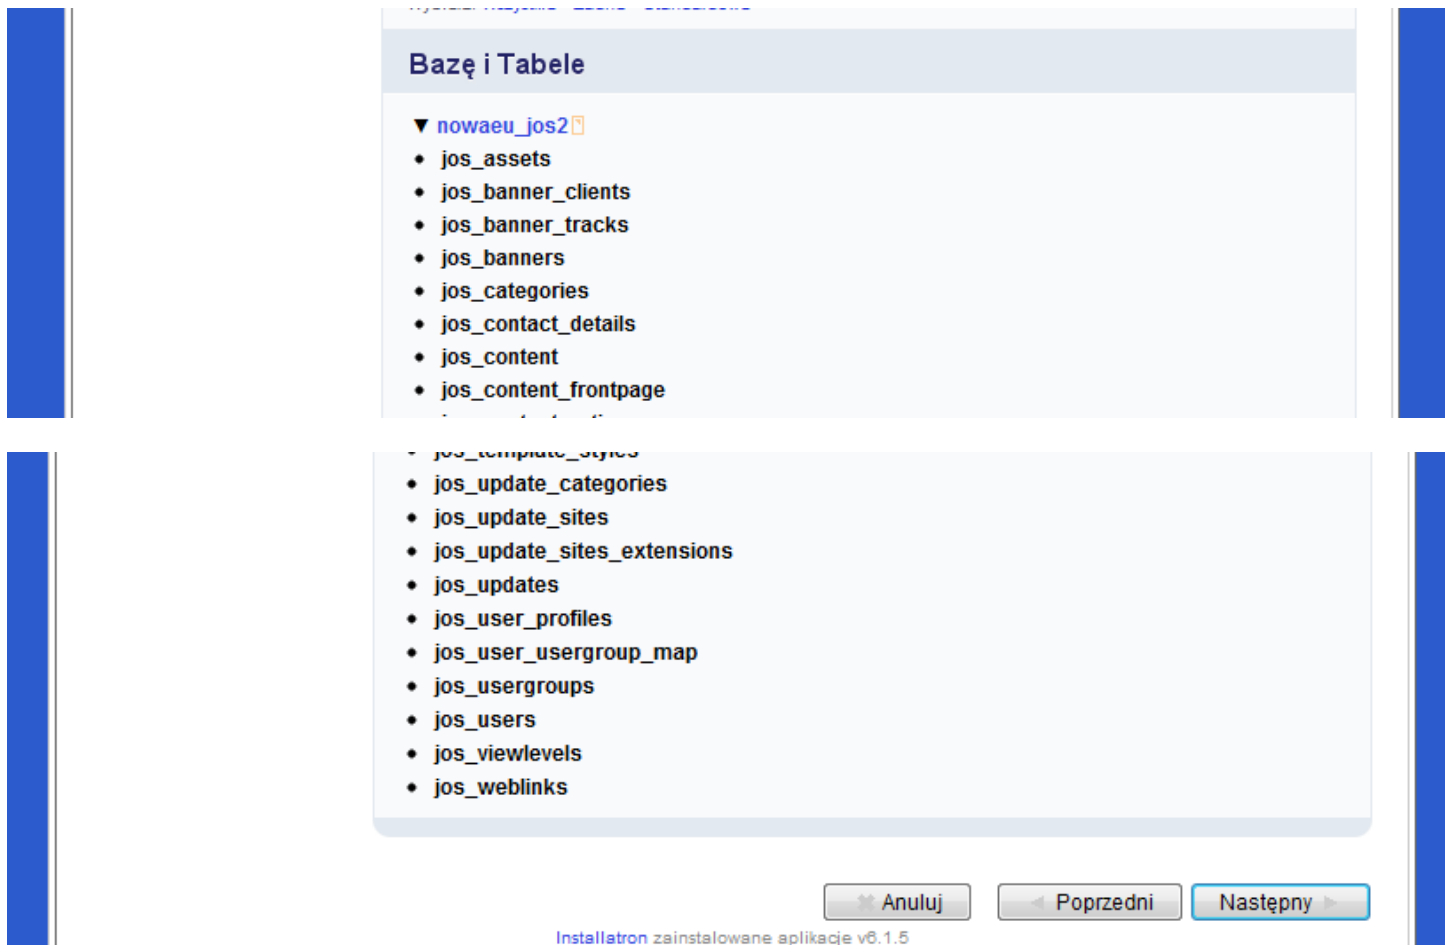 Bazę i Tabele
▼ nowaeu_jos2
• jos_assets
• jos_banner_clients
• jos_banner_tracks
• jos_banners
• jos_categories
• jos_contact_details
• jos_content
• jos_content_frontpage
• jos_template_styles
• jos_update_categories
• jos_update_sites
• jos_update_sites_extensions
• jos_updates
• jos_user_profiles
• jos_user_usergroup_map
• jos_usergroups
• jos_users
• jos_viewlevels
• jos_weblinks
Anuluj
Poprzedni
Następny
Installatron zainstalowane aplikacje v6.1.5